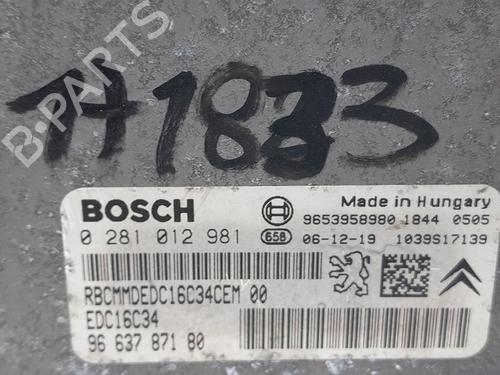 B-PARTS
TA1833
BOSCH
Made in Hungary
9653958980 1844 0505
0 281 012 981
658 06-12-19 1039S17139
RBCMMDEDC16C34CEM 00
EDC16C34
96 637 871 80